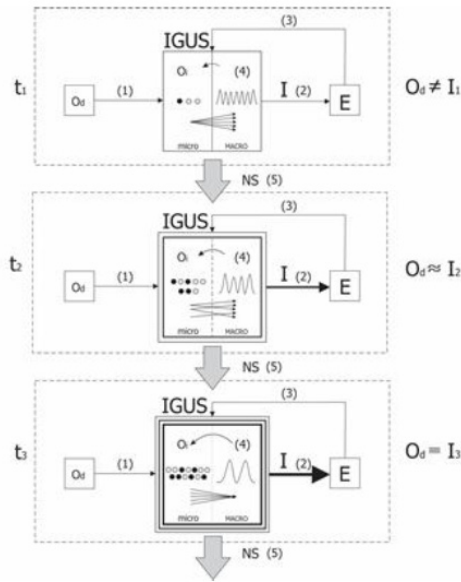 (3)
IGUS
t₁
Oᵢ
(4)
Od
(1)
I (2)
E
Od ≠ I₁
micro
MACRO
NS (5)
(3)
IGUS
t₂
Oᵢ
(4)
Od
(1)
I (2)
E
Od ≈ I₂
micro
MACRO
NS (5)
(3)
IGUS
t₃
Oᵢ
(4)
Od
(1)
I (2)
E
Od = I₃
micro
MACRO
NS (5)